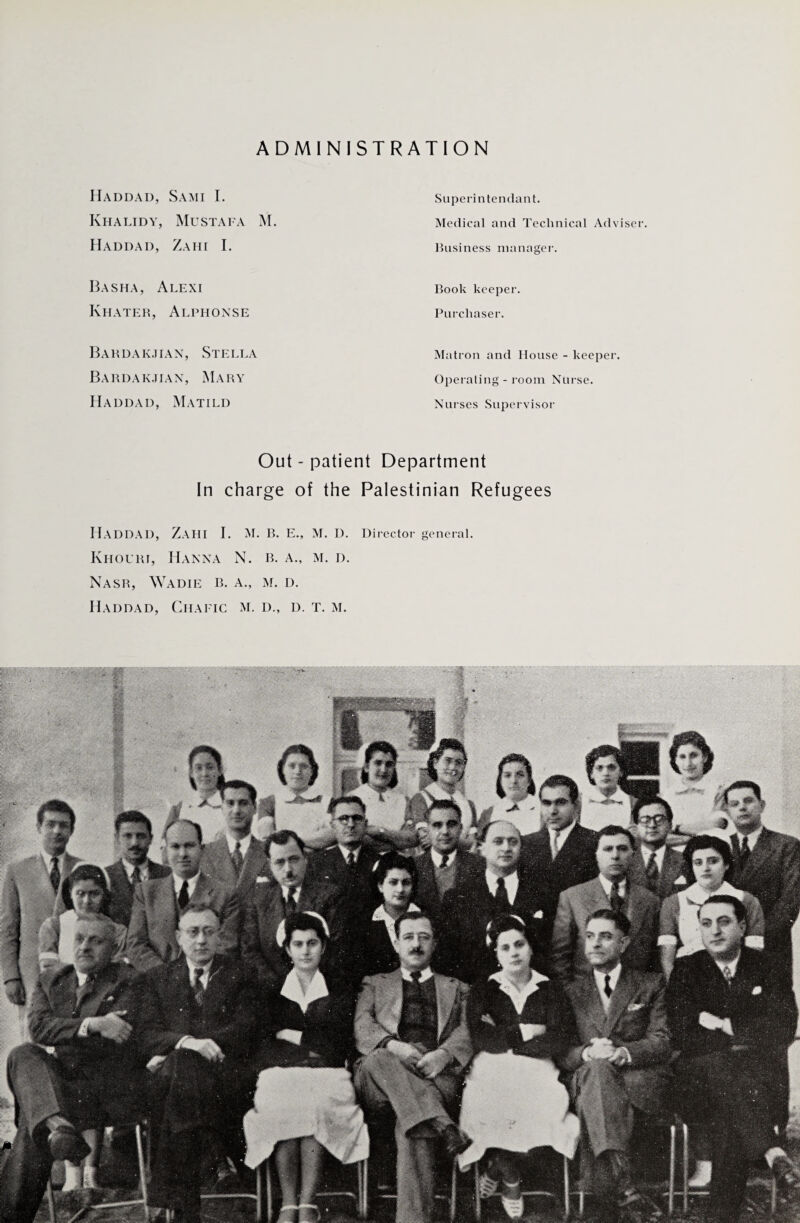 ADMINISTRATION
HADDAD, SAMI I. Superintendant.
KHALIDY, MUSTAFA M. Medical and Technical Adviser.
HADDAD, ZAHI I. Business manager.
BASHA, ALEXI Book keeper.
KHATER, ALPHONSE Purchaser.
BARDAKJIAN, STELLA Matron and House - keeper.
BARDAKJIAN, MARY Operating - room Nurse.
HADDAD, MATILD Nurses Supervisor
Out - patient Department
In charge of the Palestinian Refugees
HADDAD, ZAHI I. M. B. E., M. D. Director general.
KHOURI, HANNA N. B. A., M. D.
NASR, WADIE B. A., M. D.
HADDAD, CHAFIC M. D., D. T. M.